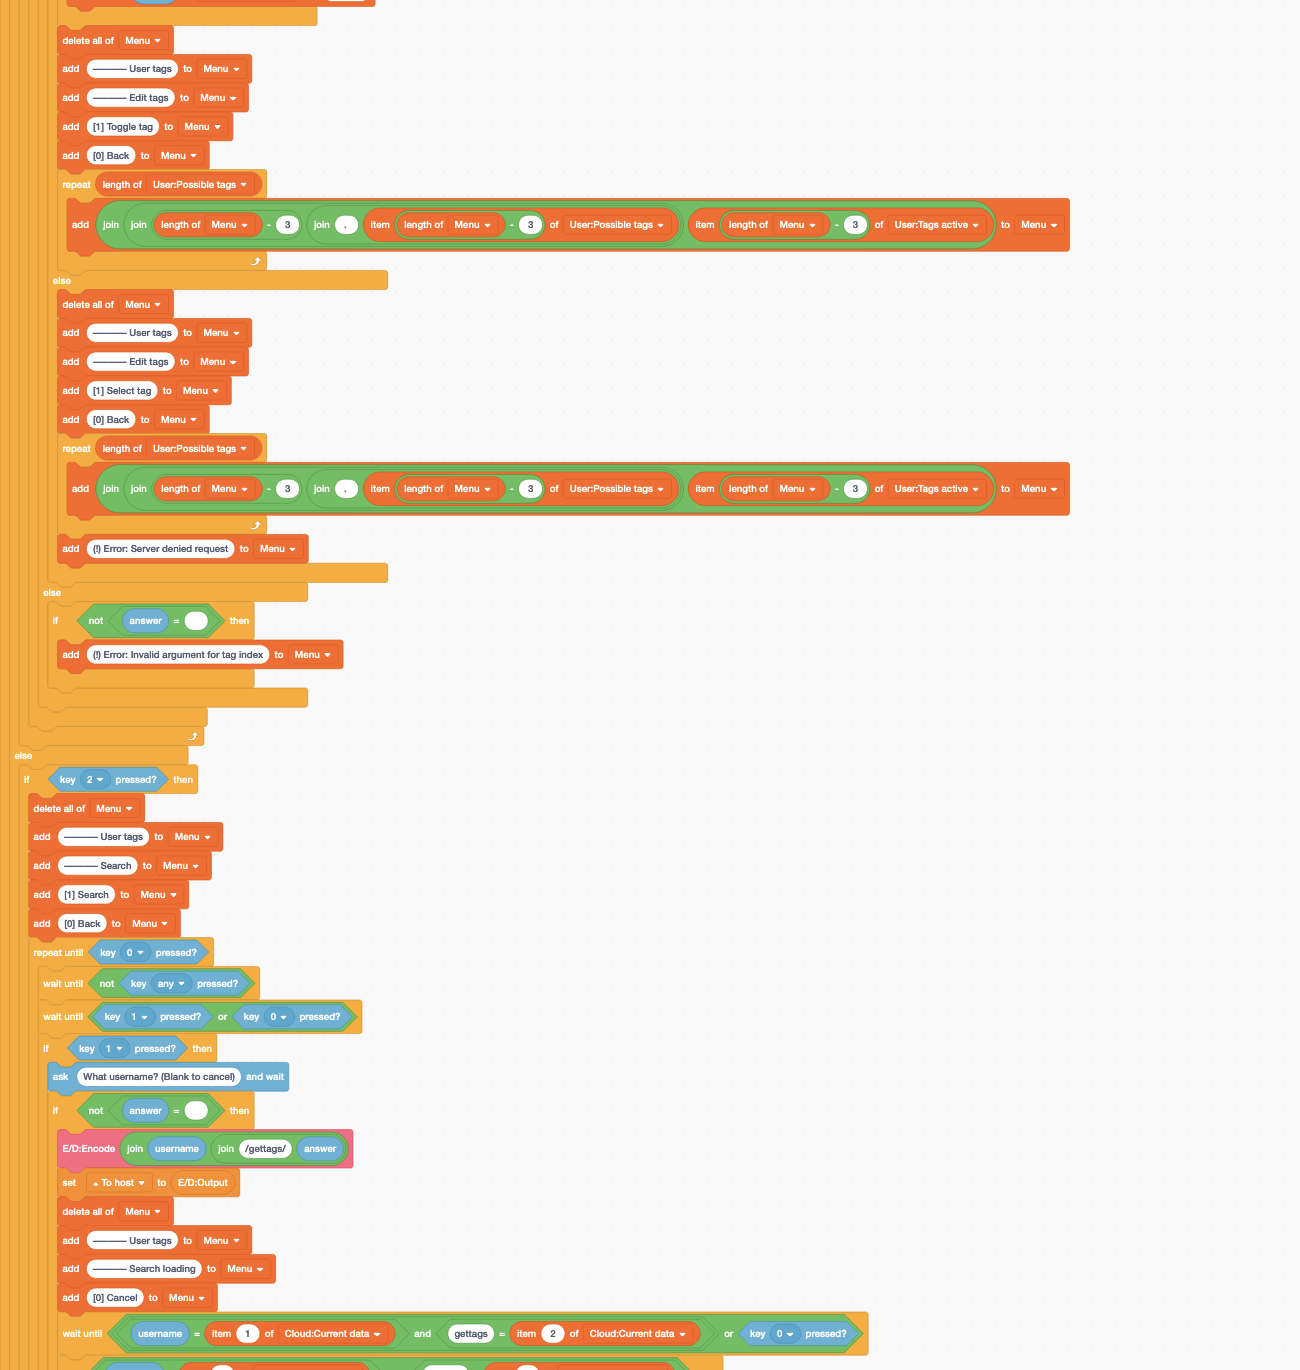 delete all of Menu
add ——— User tags to Menu
add ——— Edit tags to Menu
add [1] Toggle tag to Menu
add [0] Back to Menu
repeat length of User:Possible tags
add join join length of Menu - 3 join . item length of Menu - 3 of User:Possible tags item length of Menu - 3 of User:Tags active to Menu
else
delete all of Menu
add ——— User tags to Menu
add ——— Edit tags to Menu
add [1] Select tag to Menu
add [0] Back to Menu
repeat length of User:Possible tags
add join join length of Menu - 3 join . item length of Menu - 3 of User:Possible tags item length of Menu - 3 of User:Tags active to Menu
add (!) Error: Server denied request to Menu
else
if not answer = then
add (!) Error: Invalid argument for tag index to Menu
else
if key 2 pressed? then
delete all of Menu
add ——— User tags to Menu
add ——— Search to Menu
add [1] Search to Menu
add [0] Back to Menu
repeat until key 0 pressed?
wait until not key any pressed?
wait until key 1 pressed? or key 0 pressed?
if key 1 pressed? then
ask What username? (Blank to cancel) and wait
if not answer = then
E/D:Encode join username join /gettags/ answer
set To host to E/D:Output
delete all of Menu
add ——— User tags to Menu
add ——— Search loading to Menu
add [0] Cancel to Menu
wait until username = item 1 of Cloud:Current data and gettags = item 2 of Cloud:Current data or key 0 pressed?